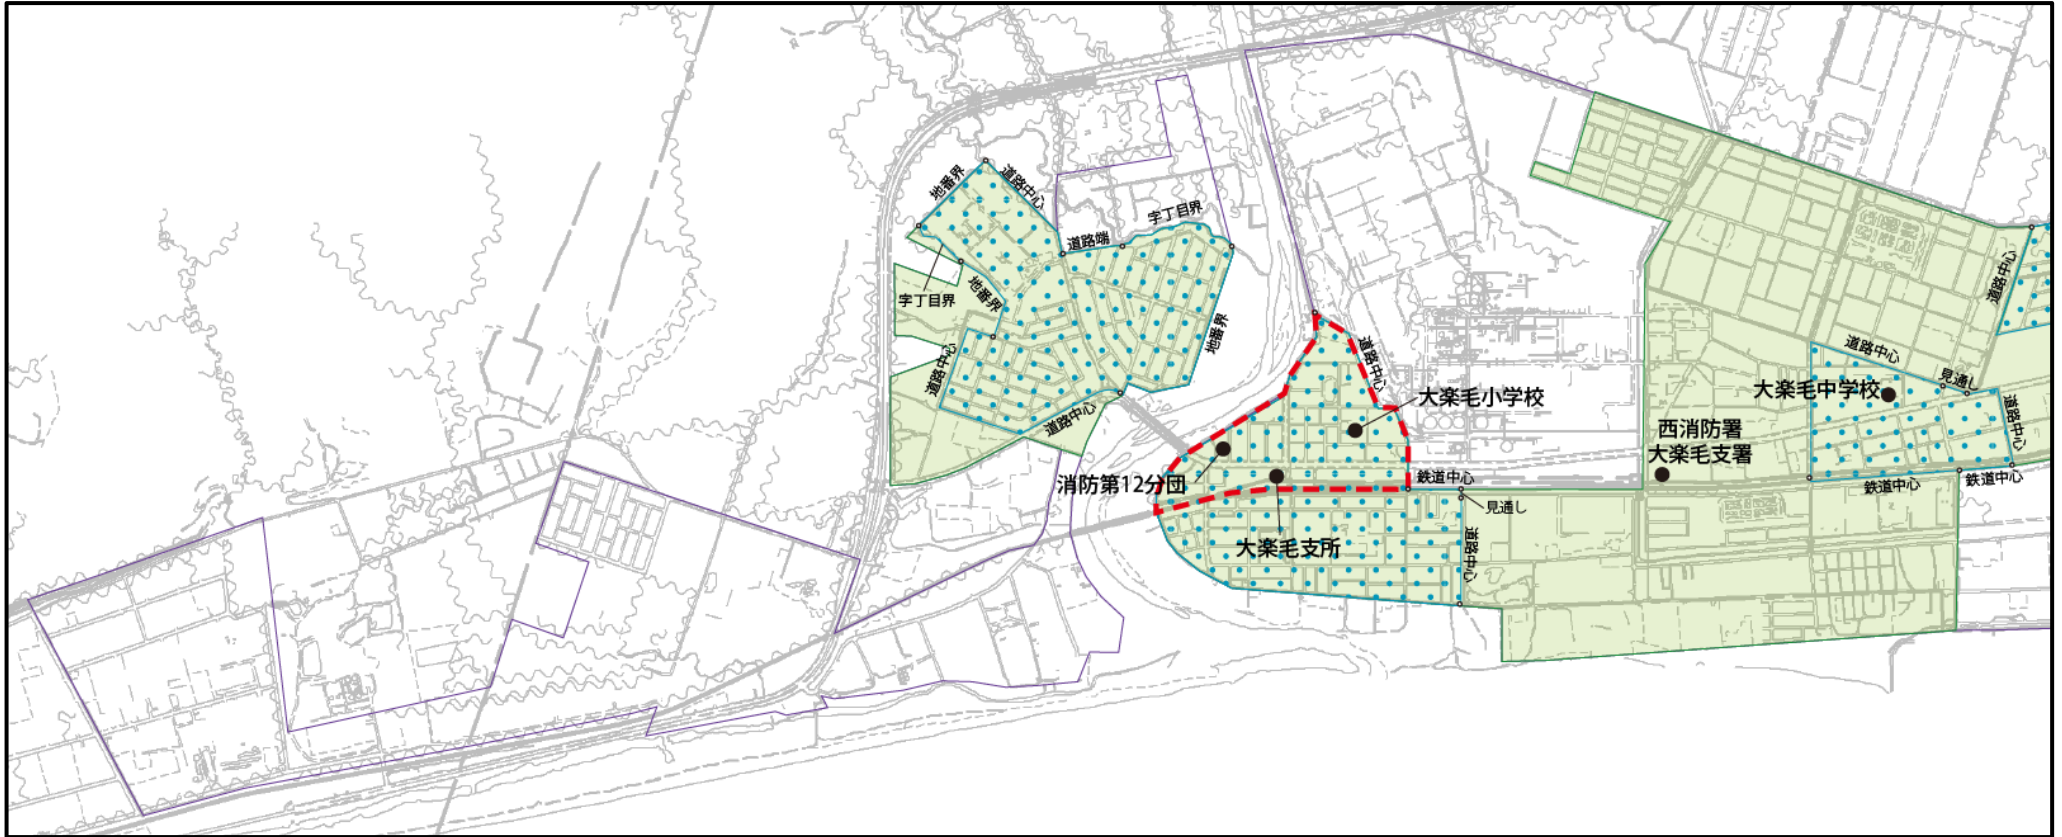 地番界
道路中心
字丁目界
道路端
字丁目界
地番界
地番界
道路中心
道路中心
道路中心
大楽毛小学校
消防第12分団
大楽毛支所
鉄道中心
見通し
道路中心
西消防署
大楽毛支署
大楽毛中学校
道路中心
見通し
道路中心
道路中心
鉄道中心
鉄道中心